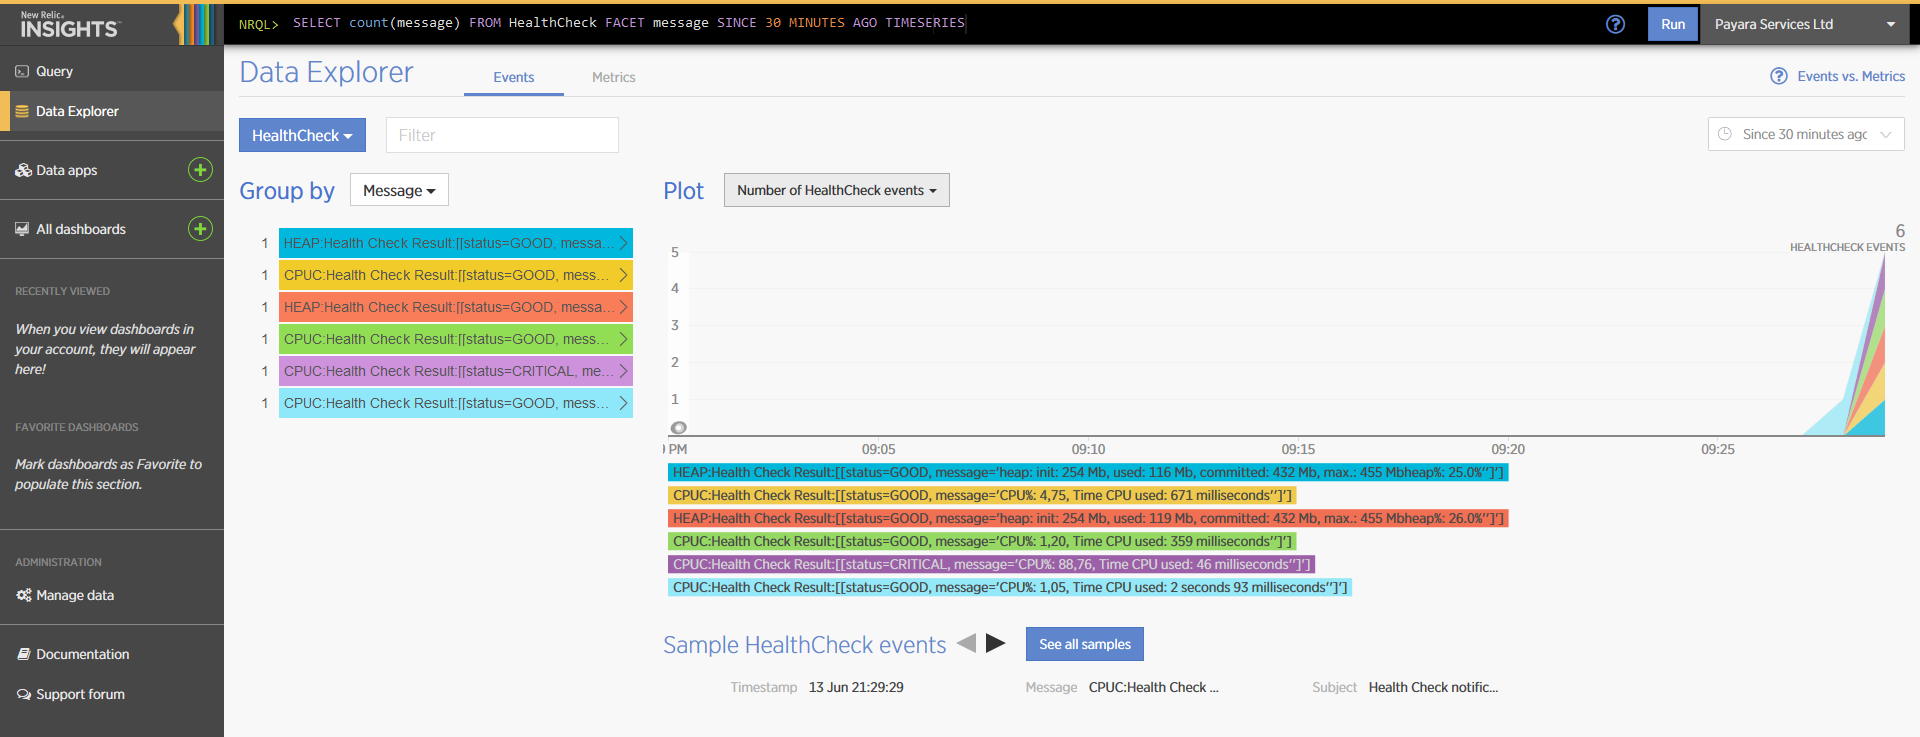 New Relic
INSIGHTS™
NRQL> SELECT count(message) FROM HealthCheck FACET message SINCE 30 MINUTES AGO TIMESERIES
? Run Payara Services Ltd
Query
Data Explorer
Data apps
All dashboards
RECENTLY VIEWED
When you view dashboards in
your account, they will appear
here!
FAVORITE DASHBOARDS
Mark dashboards as Favorite to
populate this section.
ADMINISTRATION
Manage data
Documentation
Support forum
Data Explorer Events Metrics
? Events vs. Metrics
HealthCheck Filter
Since 30 minutes ago
Group by Message
1 HEAP:Health Check Result:[[status=GOOD, messa...
1 CPUC:Health Check Result:[[status=GOOD, mess...
1 HEAP:Health Check Result:[[status=GOOD, messa...
1 CPUC:Health Check Result:[[status=GOOD, mess...
1 CPUC:Health Check Result:[[status=CRITICAL, me...
1 CPUC:Health Check Result:[[status=GOOD, mess...
Plot Number of HealthCheck events
6
HEALTHCHECK EVENTS
5
4
3
2
1
PM 09:05 09:10 09:15 09:20 09:25
HEAP:Health Check Result:[[status=GOOD, message='heap: init: 254 Mb, used: 116 Mb, committed: 432 Mb, max.: 455 Mbheap%: 25.0%'']']
CPUC:Health Check Result:[[status=GOOD, message='CPU%: 4,75, Time CPU used: 671 milliseconds'']']
HEAP:Health Check Result:[[status=GOOD, message='heap: init: 254 Mb, used: 119 Mb, committed: 432 Mb, max.: 455 Mbheap%: 26.0%'']']
CPUC:Health Check Result:[[status=GOOD, message='CPU%: 1,20, Time CPU used: 359 milliseconds'']']
CPUC:Health Check Result:[[status=CRITICAL, message='CPU%: 88,76, Time CPU used: 46 milliseconds'']']
CPUC:Health Check Result:[[status=GOOD, message='CPU%: 1,05, Time CPU used: 2 seconds 93 milliseconds'']']
Sample HealthCheck events See all samples
Timestamp 13 Jun 21:29:29 Message CPUC:Health Check ... Subject Health Check notific...